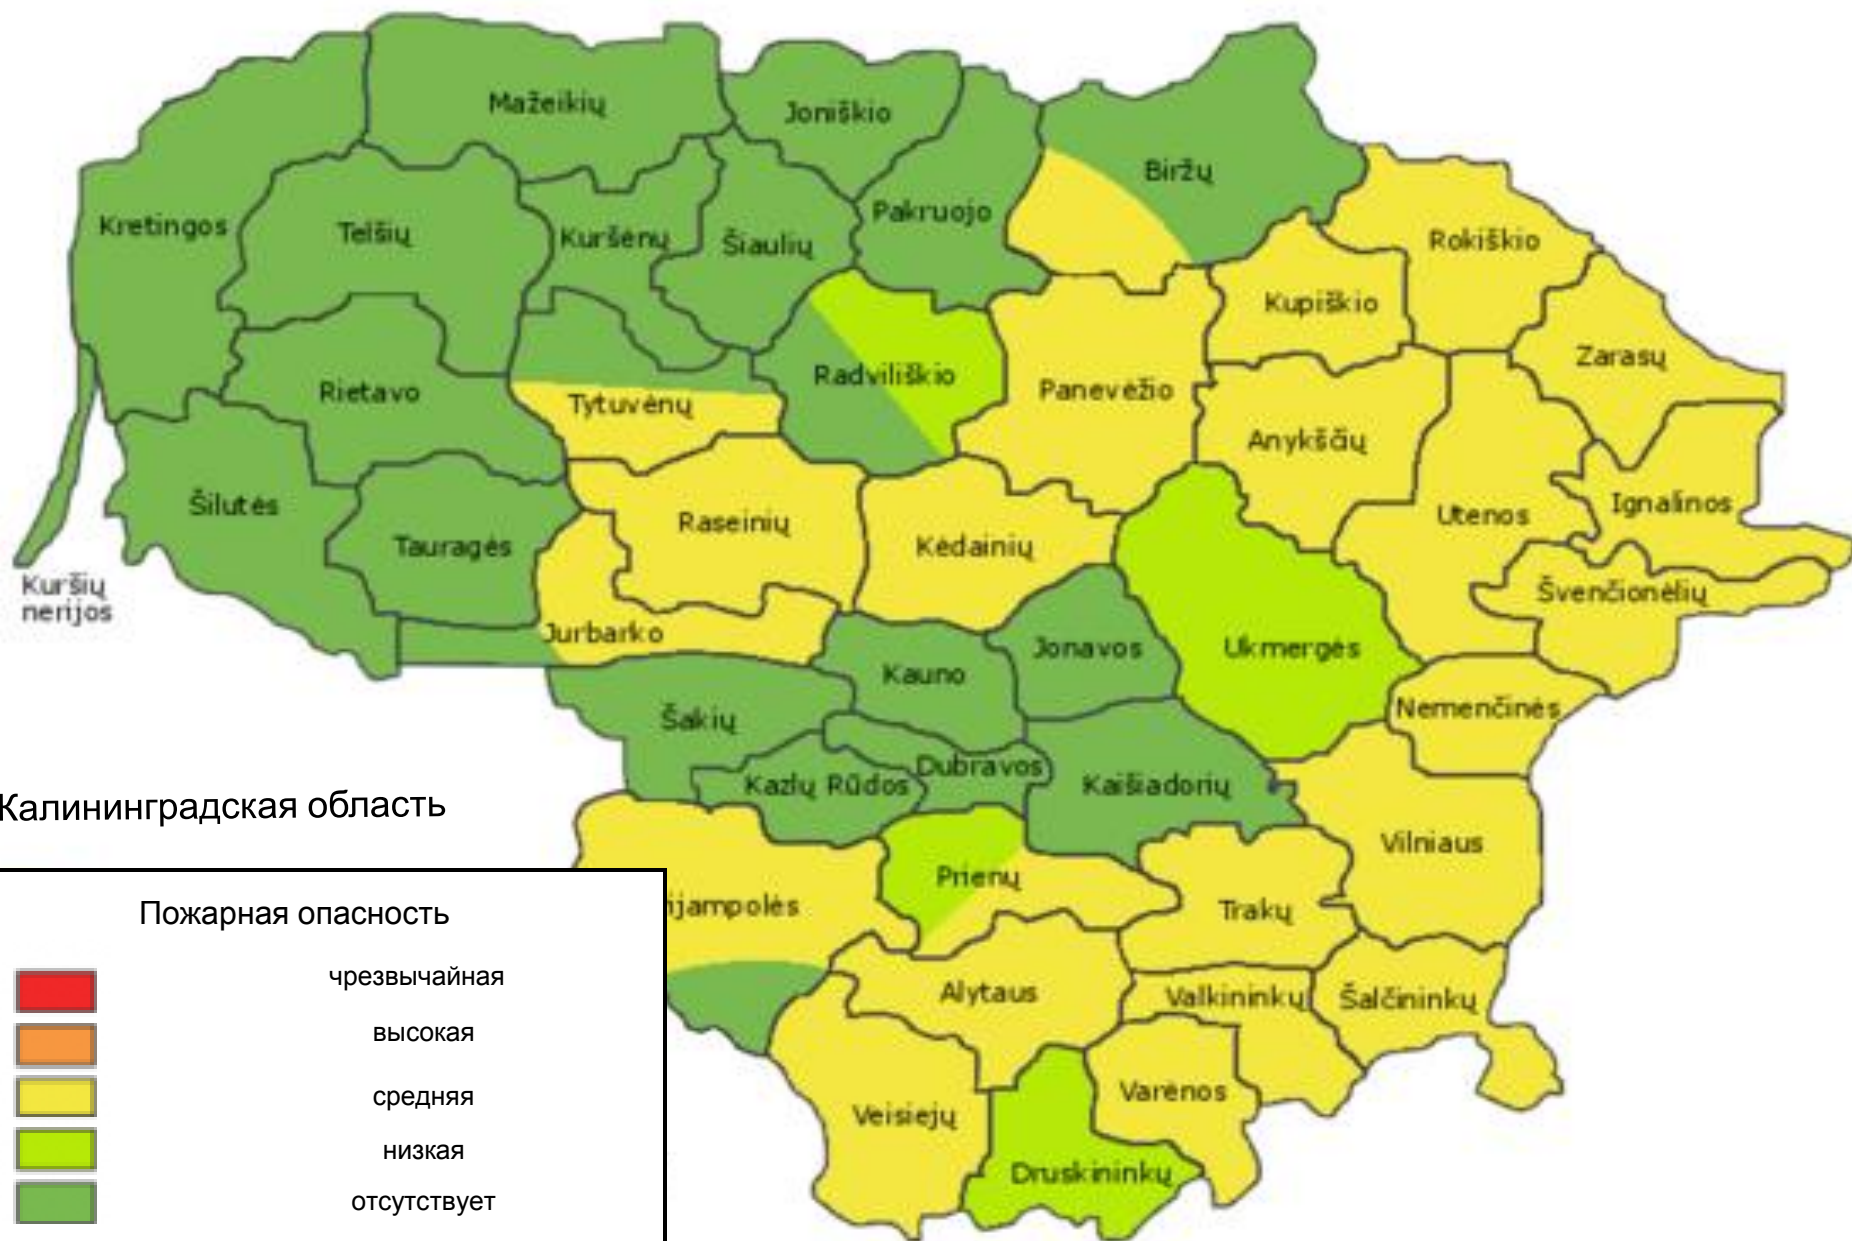 Mažeikių
Joniškio
Biržų
Kretingos
Telšių
Kuršėnų
Šiaulių
Pakruojo
Rokiškio
Kupiškio
Zarasų
Rietavo
Tytuvėnų
Radviliškio
Panevėžio
Anykščių
Šilutės
Tauragės
Raseinių
Kėdainių
Utenos
Ignalinos
Kuršių
nerijos
Švenčionėlių
Jurbarko
Kauno
Jonavos
Ukmergės
Nemenčinės
Šakių
Kazlų Rūdos
Dubravos
Kaišiadorių
Vilniaus
Калининградская область
ijampolės
Prienų
Trakų
Alytaus
Valkininkų
Šalčininkų
Veisiejų
Varėnos
Druskininkų
Пожарная опасность
чрезвычайная
высокая
средняя
низкая
отсутствует